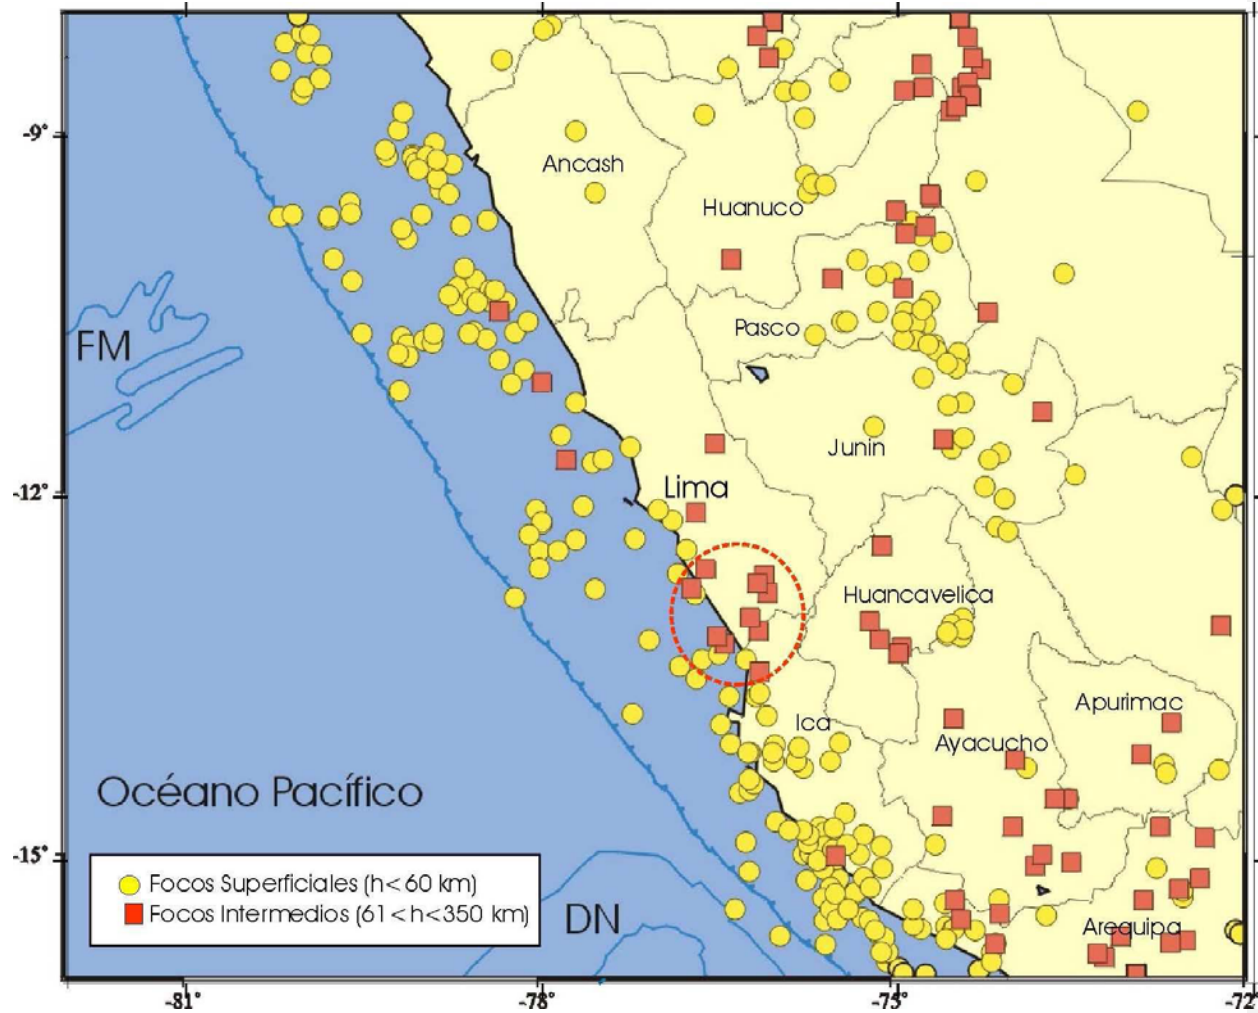 -9°
Ancash
Huanuco
FM
Pasco
Junin
Lima
-12°
Huancavelica
Apurimac
Ica
Ayacucho
Océano Pacífico
-15°
Focos Superficiales (h<60 km)
Focos Intermedios (61<h<350 km)
DN
Arequipa
-81°
-78°
-75°
-72°